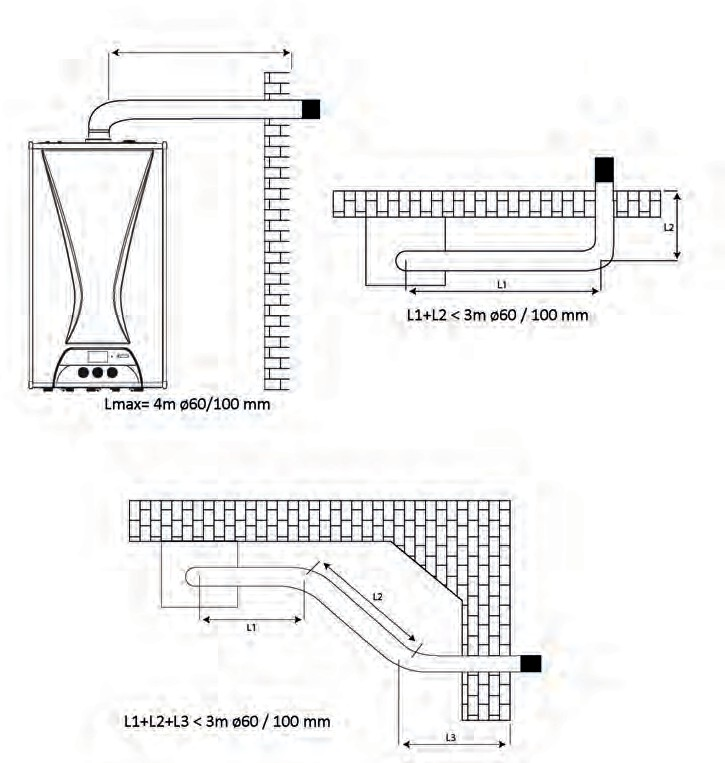 L2
L1
L1+L2 < 3m ø60 / 100 mm
Lmax= 4m ø60/100 mm
L2
L1
L1+L2+L3 < 3m ø60 / 100 mm
L3